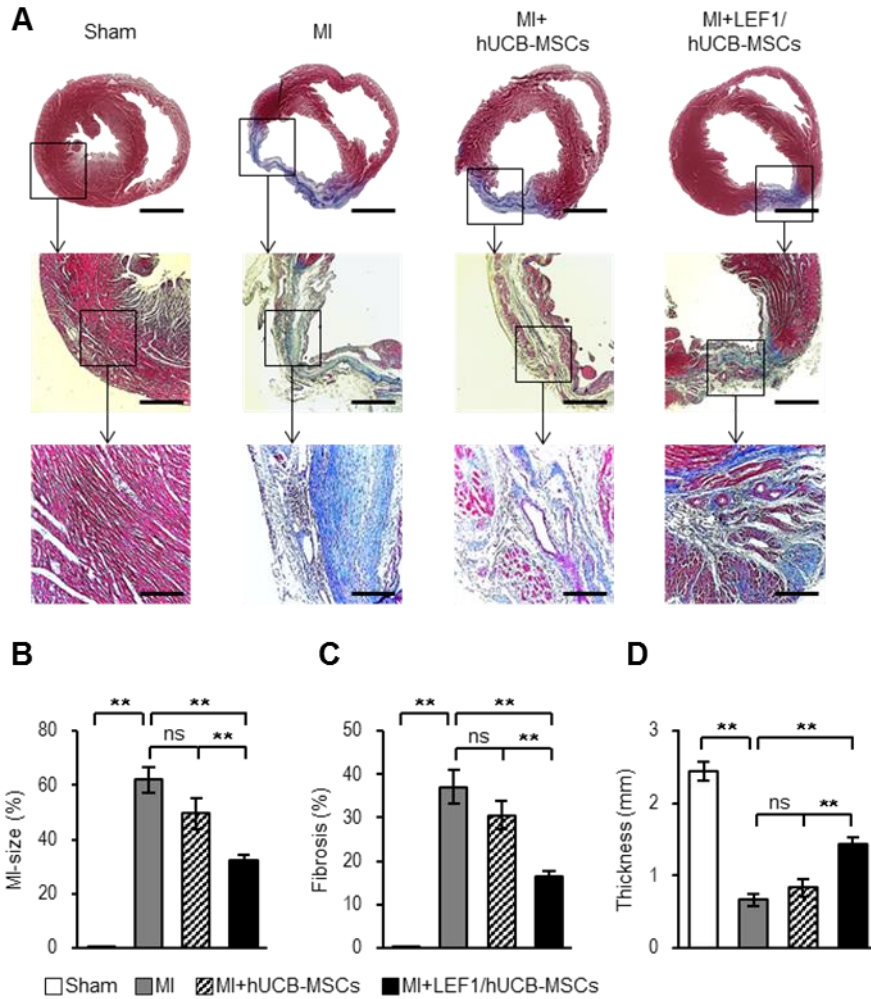 A
Sham
MI
MI+
hUCB-MSCs
MI+LEF1/
hUCB-MSCs
B
C
D
MI-size (%)
80
60
40
20
0
**
**
ns
**
Fibrosis (%)
50
40
30
20
10
0
**
**
ns
**
Thickness (mm)
3
2
1
0
**
**
ns
**
Sham
MI
MI+hUCB-MSCs
MI+LEF1/hUCB-MSCs